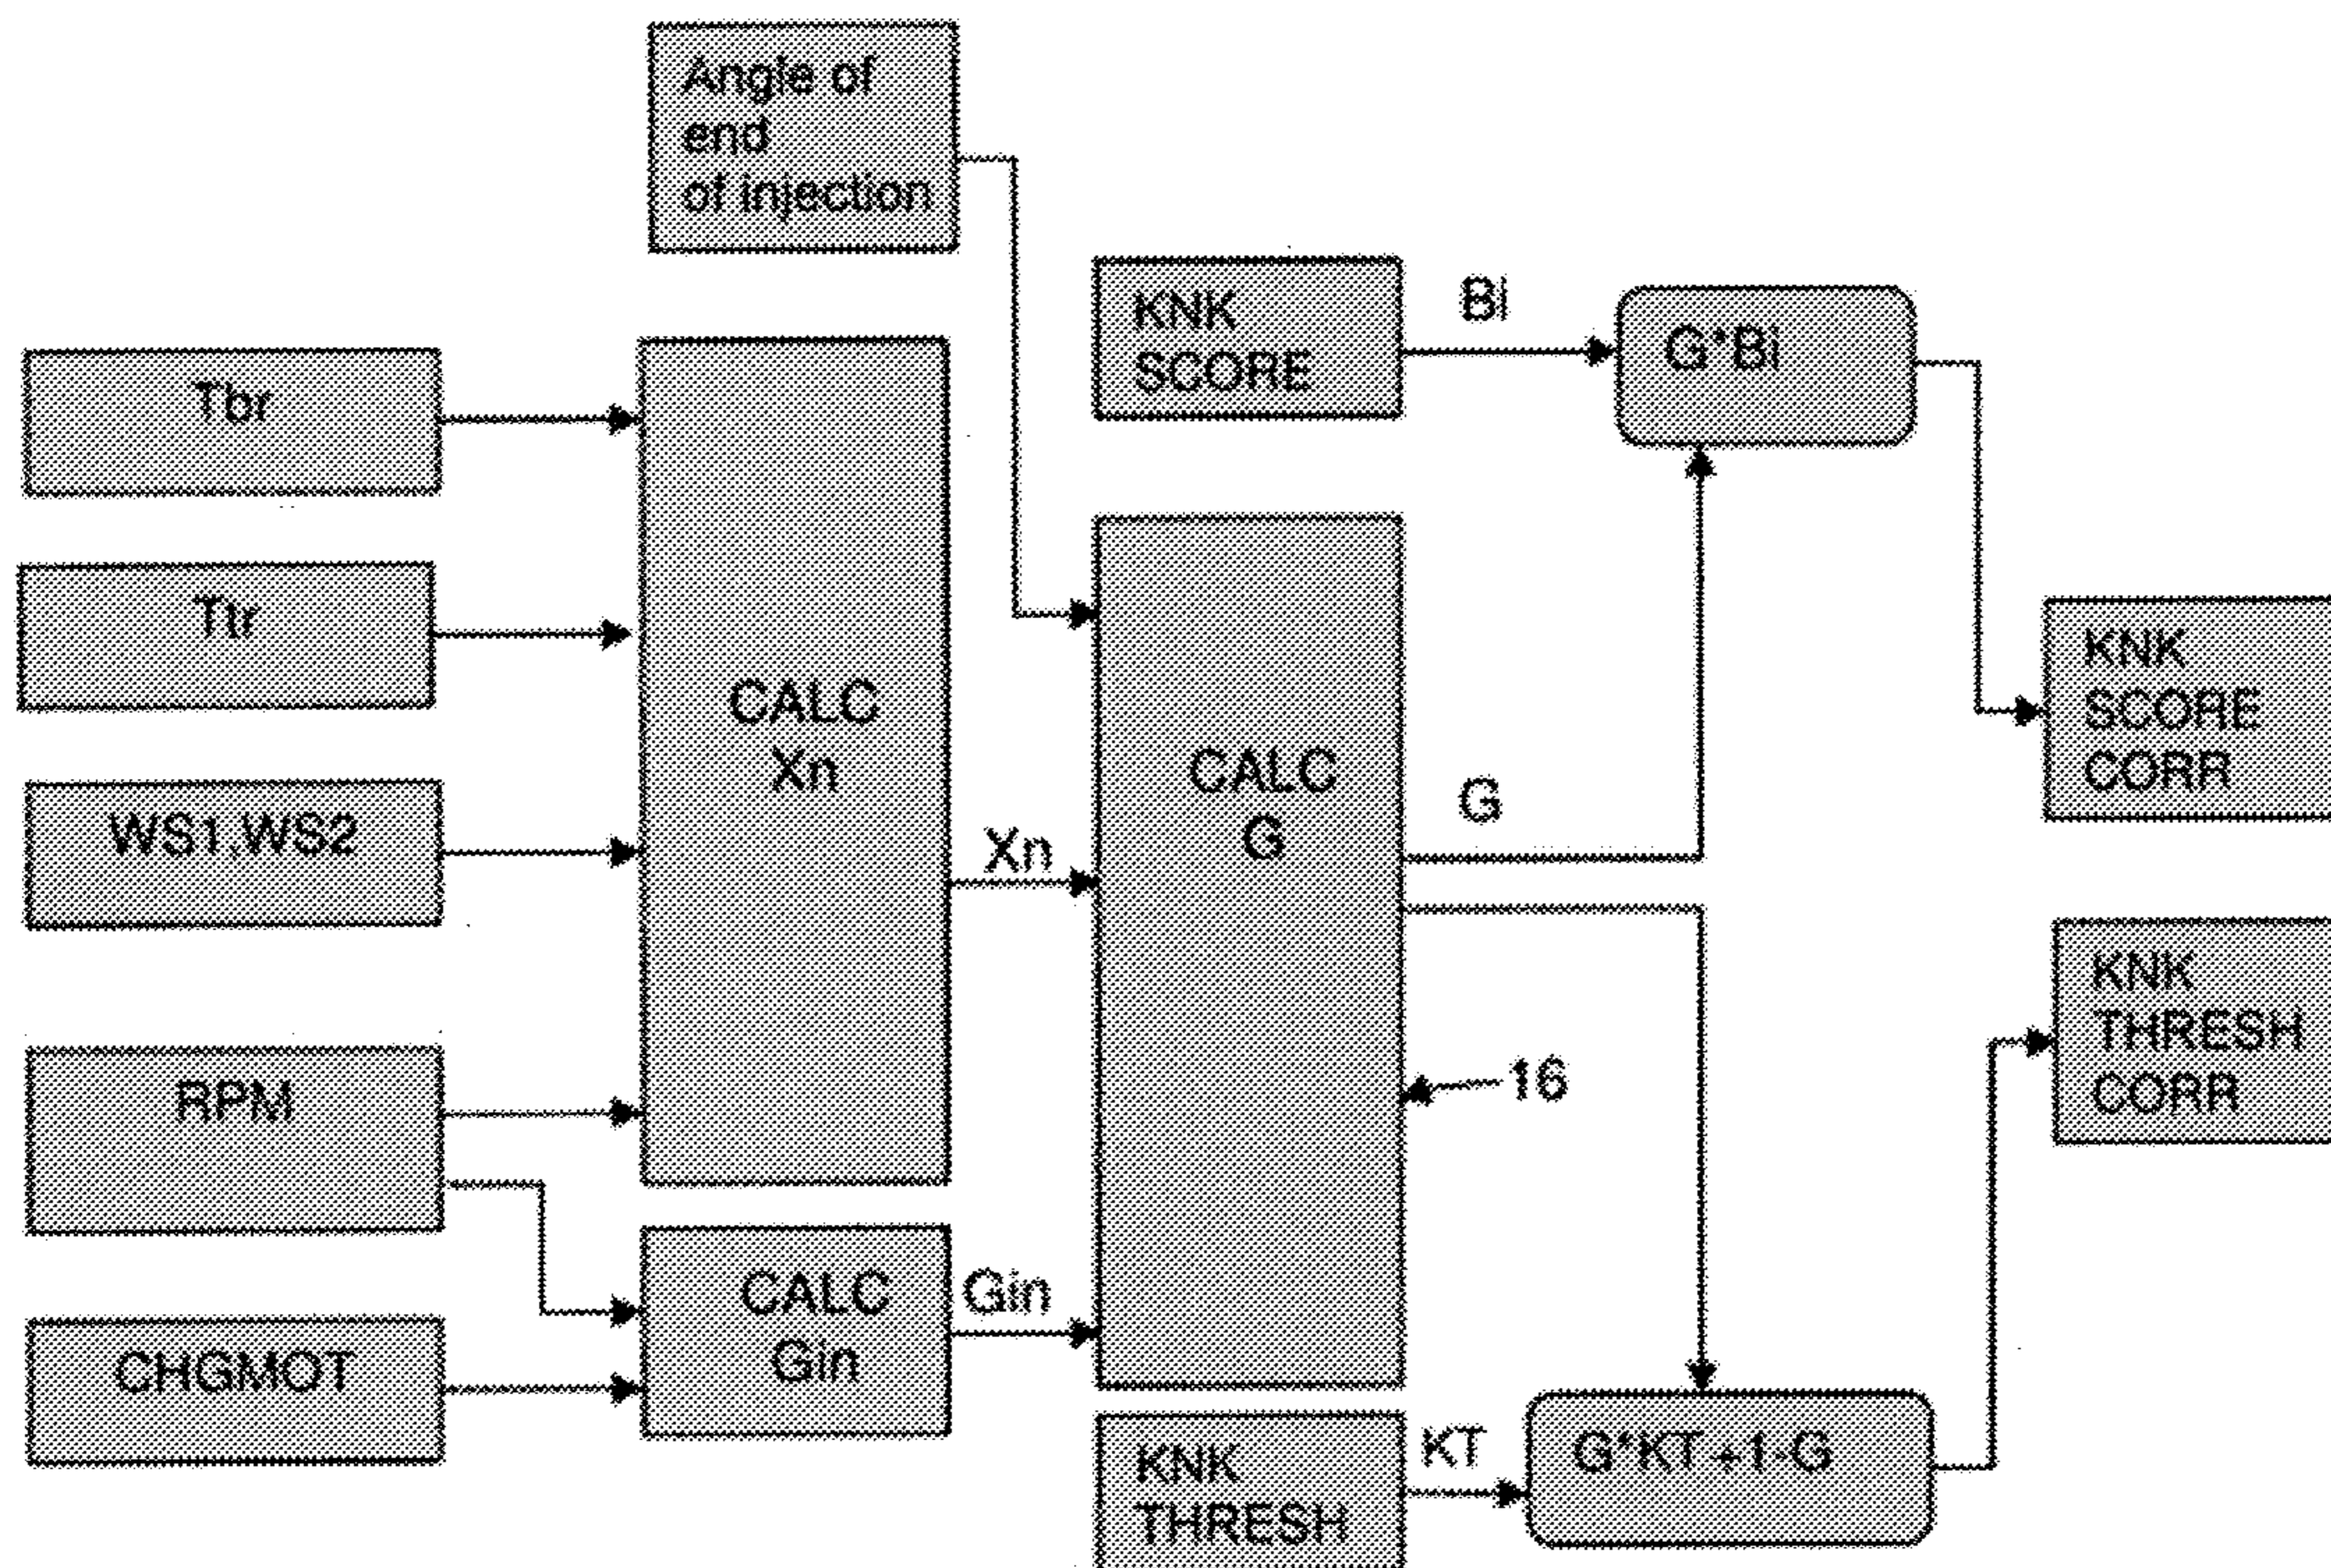 Angle of
end
of injection
KNK
SCORE
Bi
G*Bi
Tbr
Ttr
WS1,WS2
RPM
CHGMOT
CALC
Xn
Xn
CALC
Gin
Gin
CALC
G
G
16
KNK
SCORE
CORR
KNK
THRESH
CORR
KNK
THRESH
KT
G*KT+1-G